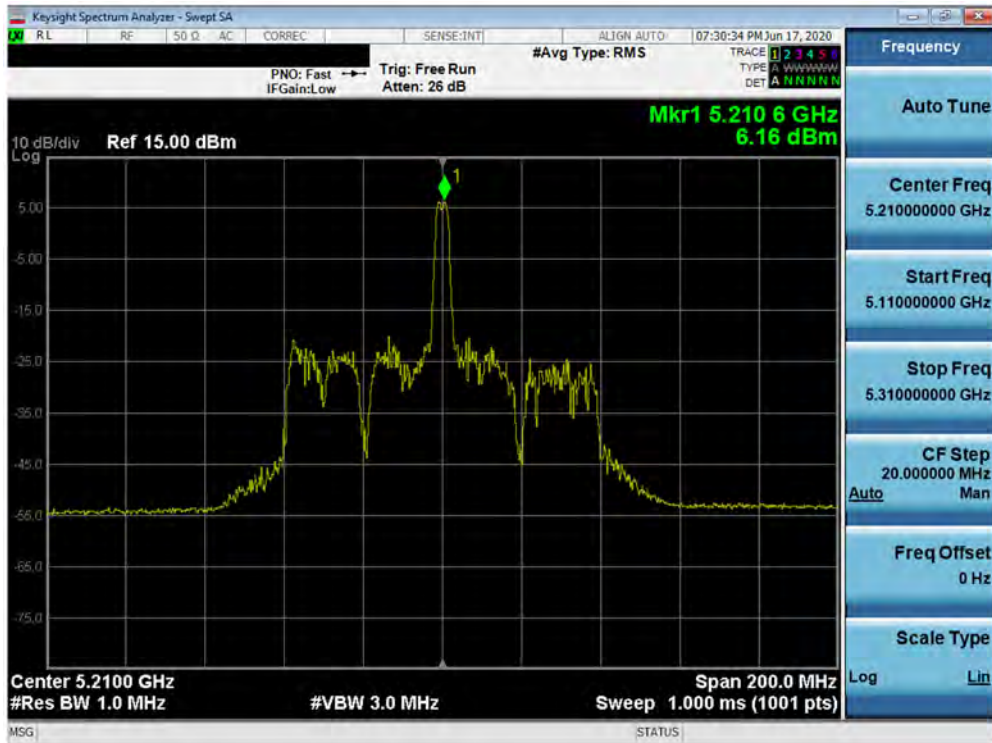 Keysight Spectrum Analyzer - Swept SA
LXI RL RF 50 Ω AC CORREC SENSE:INT ALIGN AUTO 07:30:34 PM Jun 17, 2020
PNO: Fast IFGain:Low
Trig: Free Run
Atten: 26 dB
#Avg Type: RMS
TRACE 1 2 3 4 5 6
TYPE A WWWWW
DET A NNNNN
Mkr1 5.210 6 GHz
6.16 dBm
10 dB/div Ref 15.00 dBm
Log
1
5.00
-5.00
-15.0
-25.0
-35.0
-45.0
-55.0
-65.0
-75.0
Center 5.2100 GHz Span 200.0 MHz
#Res BW 1.0 MHz #VBW 3.0 MHz Sweep 1.000 ms (1001 pts)
MSG STATUS
Frequency
Auto Tune
Center Freq
5.210000000 GHz
Start Freq
5.110000000 GHz
Stop Freq
5.310000000 GHz
CF Step
20.000000 MHz
Auto Man
Freq Offset
0 Hz
Scale Type
Log Lin